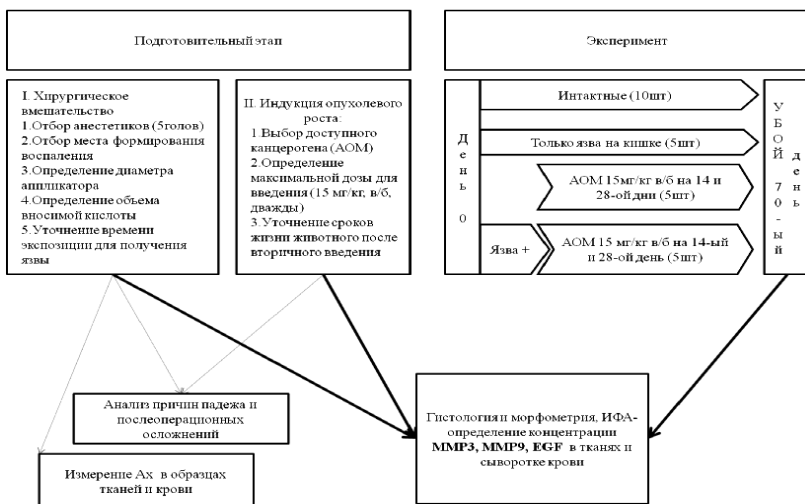 Подготовительный этап
Эксперимент
I. Хирургическое
вмешательство
1.Отбор анестетиков (5голов)
2.Отбор места формирования
воспаления
3.Определение диаметра
аппликатора
4.Определение объема
вносимой кислоты
5.Уточнение времени
экспозиции для получения
язвы
II. Индукция опухолевого
роста:
1.Выбор доступного
канцерогена (АОМ)
2.Определение
максимальной дозы для
введения (15 мг/кг, в/б,
дважды)
3.Уточнение сроков
жизни животного после
вторичного введения
День 0
Интактные (10шт)
Только язва на кишке (5шт)
АОМ 15мг/кг в/б на 14 и
28-ой дни (5шт)
Язва +
АОМ 15 мг/кг в/б на 14-ый
и 28-ой день (5шт)
УБОЙ 70-ый
день
Анализ причин падежа и
послеоперационных
осложнений
Измерение Ах в образцах
тканей и крови
Гистология и морфометрия, ИФА-
определение концентрации
MMP3, MMP9, EGF в тканях и
сыворотке крови